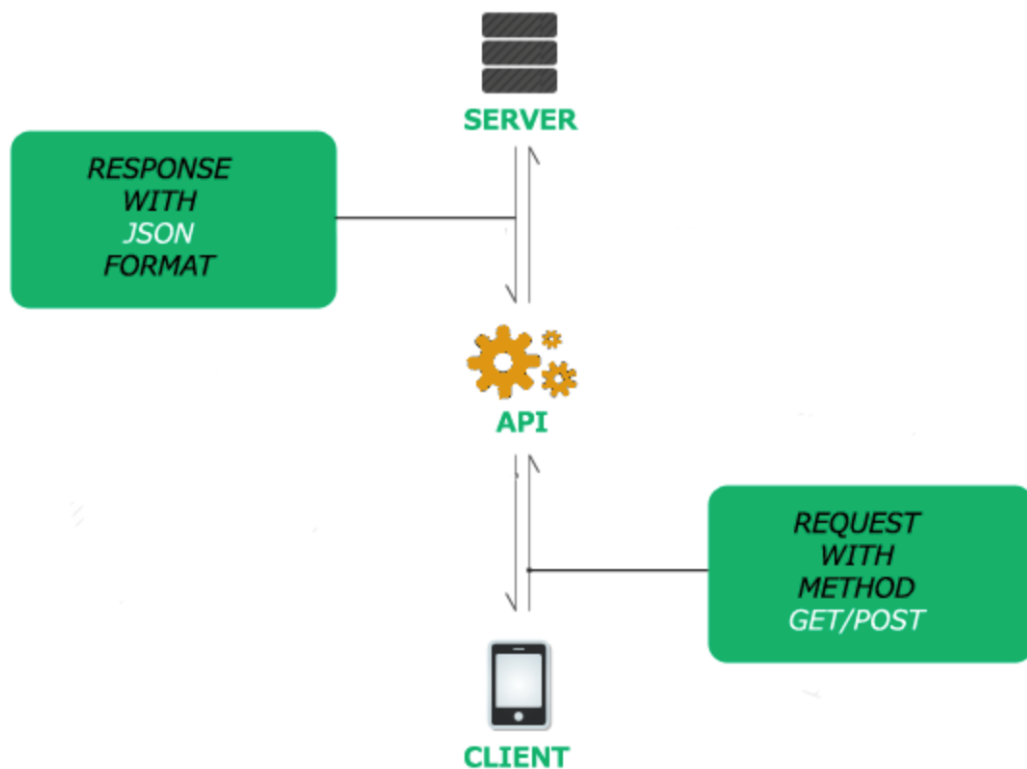 SERVER
RESPONSE
WITH
JSON
FORMAT
API
REQUEST
WITH
METHOD
GET/POST
CLIENT